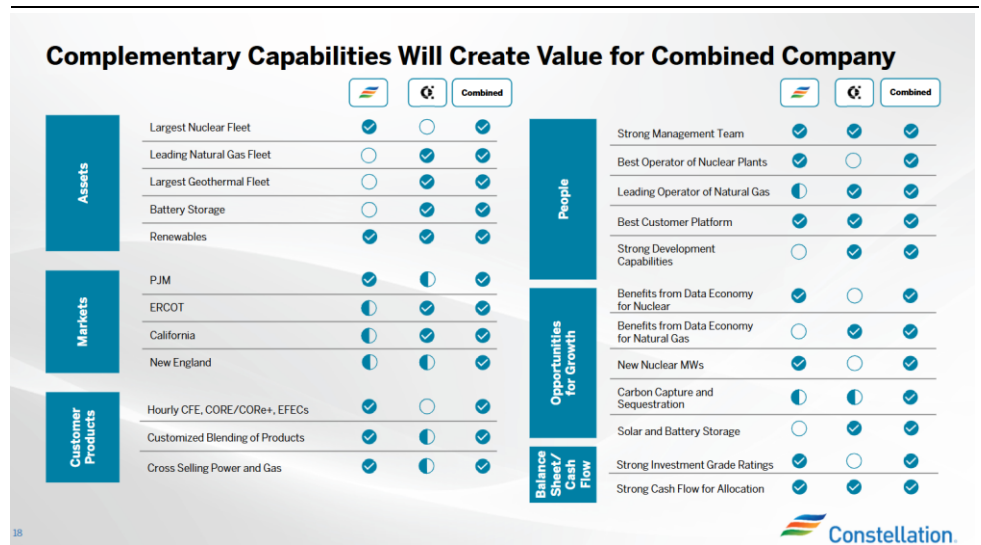 Complementary Capabilities Will Create Value for Combined Company
Combined
Assets
Largest Nuclear Fleet
Leading Natural Gas Fleet
Largest Geothermal Fleet
Battery Storage
Renewables
Markets
PJM
ERCOT
California
New England
Customer
Products
Hourly CFE, CORE/CORe+, EFECs
Customized Blending of Products
Cross Selling Power and Gas
Combined
People
Strong Management Team
Best Operator of Nuclear Plants
Leading Operator of Natural Gas
Best Customer Platform
Strong Development
Capabilities
Opportunities
for Growth
Benefits from Data Economy
for Nuclear
Benefits from Data Economy
for Natural Gas
New Nuclear MWs
Carbon Capture and
Sequestration
Solar and Battery Storage
Balance
Sheet/
Cash
Flow
Strong Investment Grade Ratings
Strong Cash Flow for Allocation
18
Constellation.